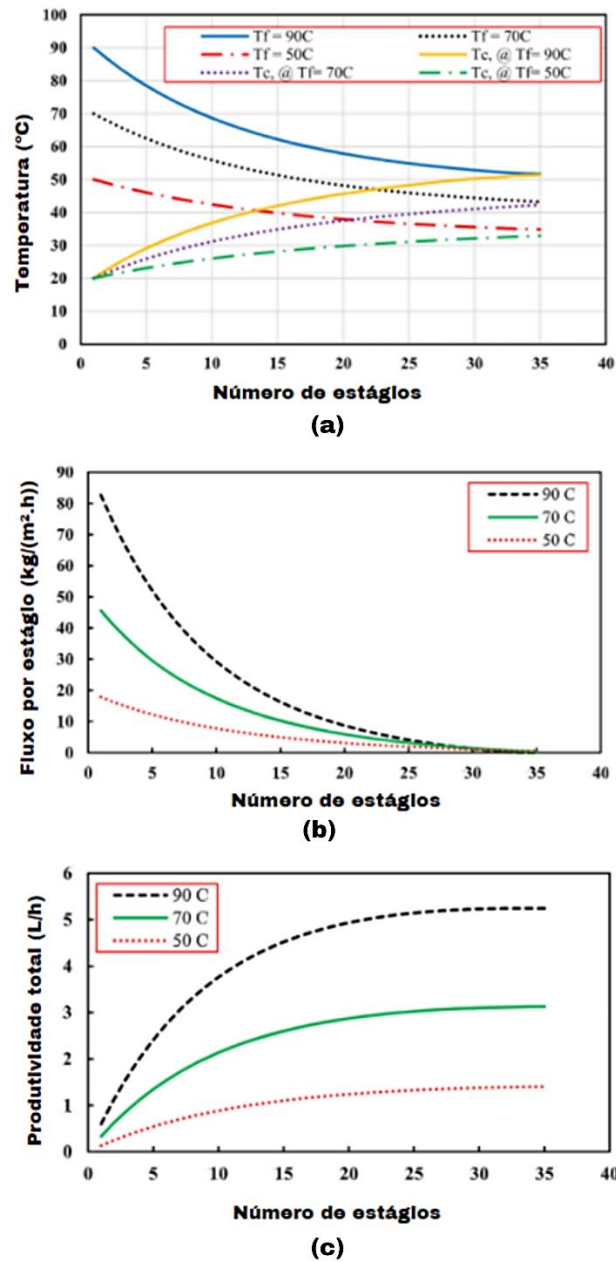 100
90
80
70
60
50
40
30
20
10
0
Tf = 90C
Tf = 70C
Tf = 50C
Tc, @ Tf= 90C
Tc, @ Tf= 70C
Tc, @ Tf= 50C
Temperatura (°C)
0 5 10 15 20 25 30 35 40
Número de estágios
(a)
90
80
70
60
50
40
30
20
10
0
90 C
70 C
50 C
Fluxo por estágio (kg/(m².h))
0 5 10 15 20 25 30 35 40
Número de estágios
(b)
6
5
4
3
2
1
0
90 C
70 C
50 C
Produtividade total (L/h)
0 5 10 15 20 25 30 35 40
Número de estágios
(c)